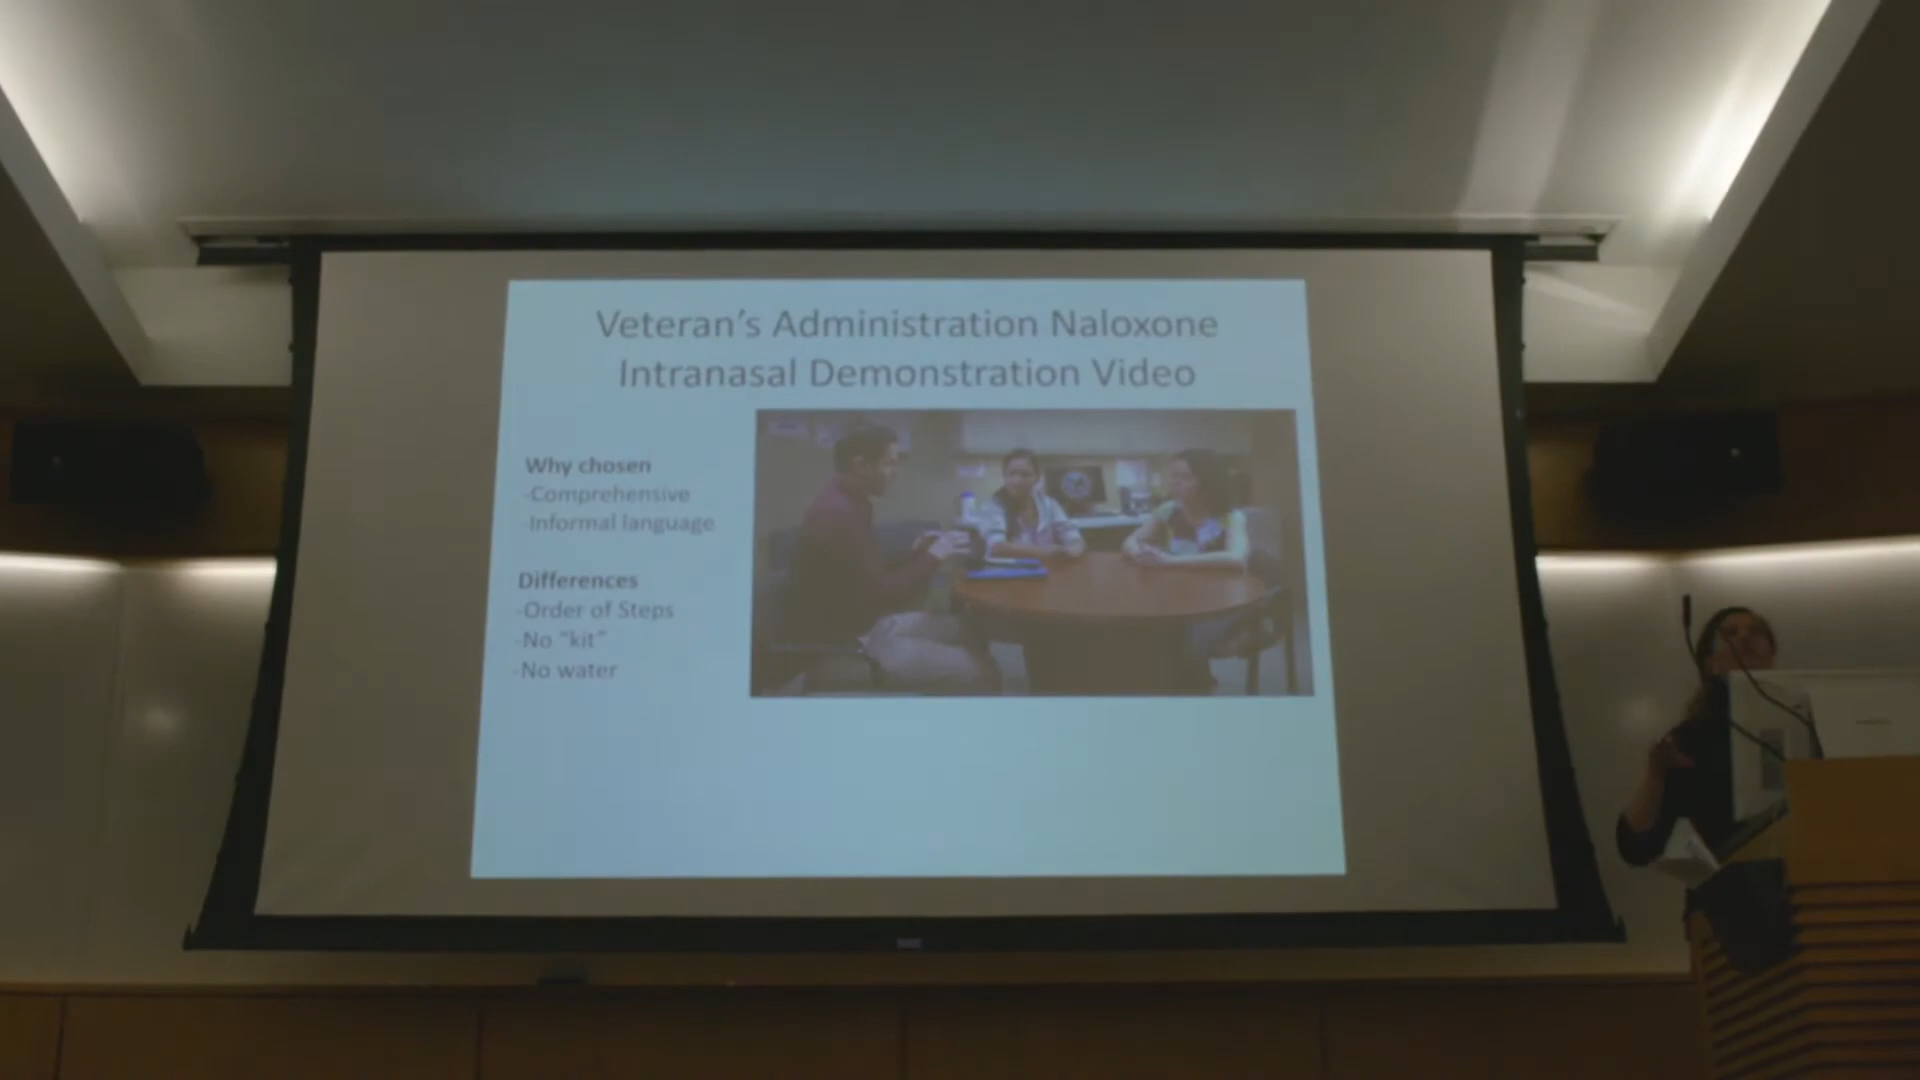 Veteran's Administration Naloxone
Intranasal Demonstration Video
Why chosen
-Comprehensive
-Informal language
Differences
-Order of Steps
-No "kit"
-No water